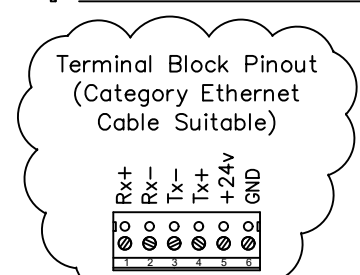 Terminal Block Pinout
(Category Ethernet
Cable Suitable)
Rx+
Rx-
Tx-
Tx+
+24v
GND
1 2 3 4 5 6